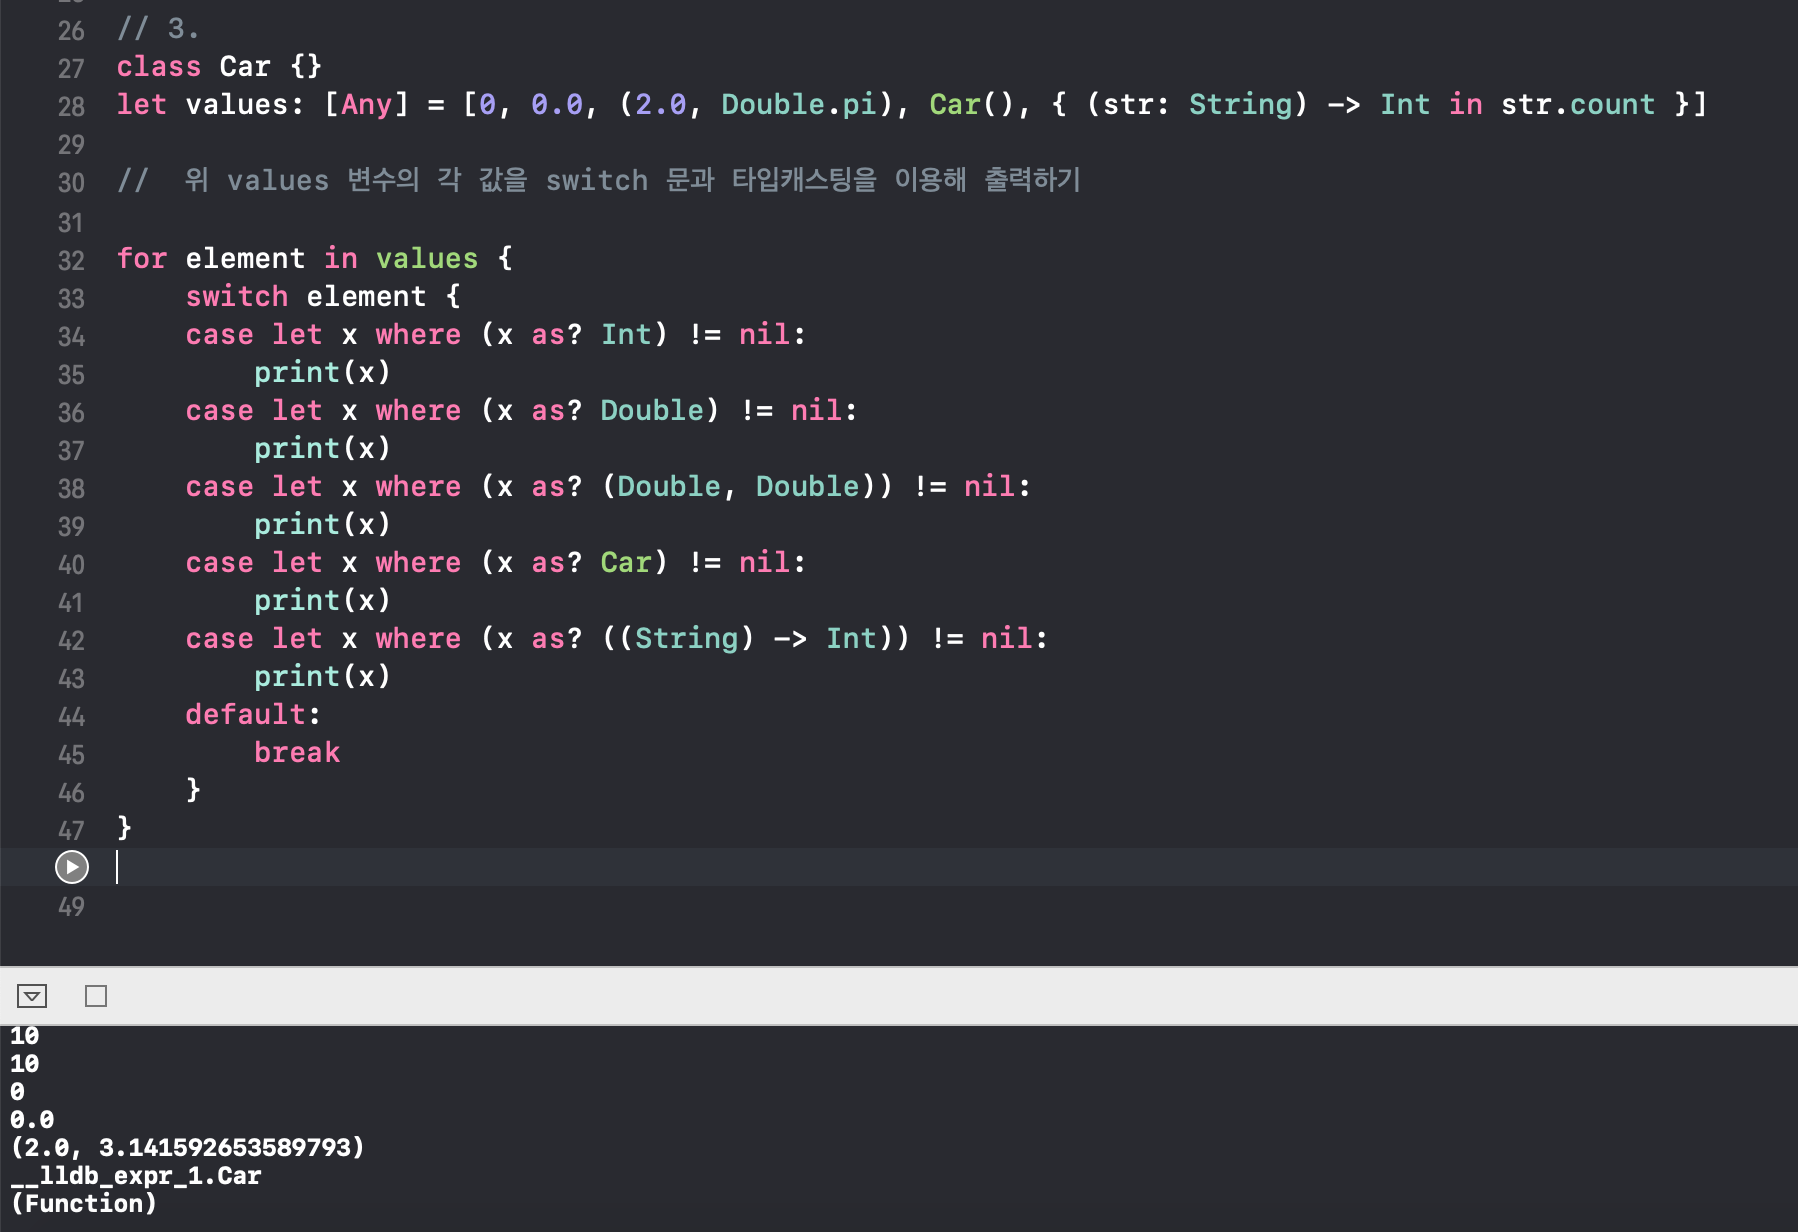 26 // 3.
27 class Car {}
28 let values: [Any] = [0, 0.0, (2.0, Double.pi), Car(), { (str: String) -> Int in str.count }]
29
30 //  위 values 변수의 각 값을 switch 문과 타입캐스팅을 이용해 출력하기
31
32 for element in values {
33     switch element {
34     case let x where (x as? Int) != nil:
35         print(x)
36     case let x where (x as? Double) != nil:
37         print(x)
38     case let x where (x as? (Double, Double)) != nil:
39         print(x)
40     case let x where (x as? Car) != nil:
41         print(x)
42     case let x where (x as? ((String) -> Int)) != nil:
43         print(x)
44     default:
45         break
46     }
47 }
49
10
10
0
0.0
(2.0, 3.141592653589793)
__lldb_expr_1.Car
(Function)